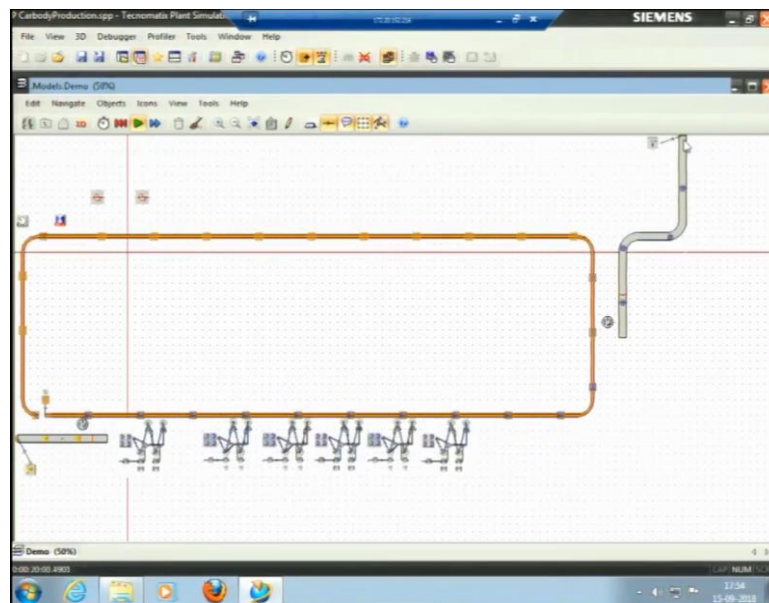 CarbodyProduction.spp - Tecnomatix Plant Simulat
SIEMENS
File View 3D Debugger Profiler Tools Window Help
.Models.Demo (50%)
Edit Navigate Objects Icons View Tools Help
Demo (50%)
0:00:20:00.4903
CAP NUM
17:54
15-09-2018